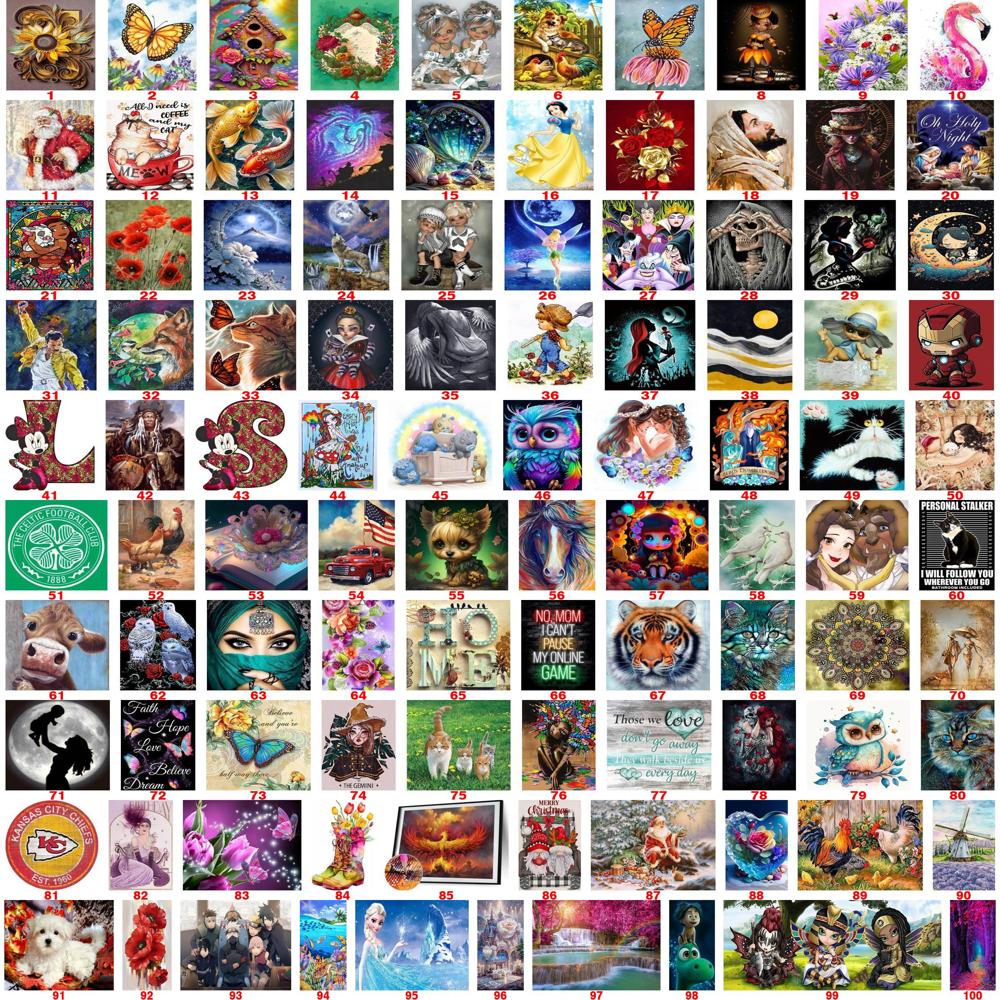 1 2 3 4 5 6 7 8 9 10
All I need is
COFFEE
and my
CAT
MEOW
Oh Holy
Night
11 12 13 14 15 16 17 18 19 20
21 22 23 24 25 26 27 28 29 30
31 32 33 34 35 36 37 38 39 40
41 42 43 44 45 46 47 48 49 50
L
S
THE CELTIC FOOTBALL CLUB
1888
PERSONAL STALKER
I WILL FOLLOW YOU
WHEREVER YOU GO
BATHROOM INCLUDED
51 52 53 54 55 56 57 58 59 60
HO
ME
NO, MOM
I CAN'T
PAUSE
MY ONLINE
GAME
61 62 63 64 65 66 67 68 69 70
Faith
Hope
Love
Believe
Dream
Believe
and you're
half way there
THE GEMINI
Those we love
don't go away
They walk beside us
every day
71 72 73 74 75 76 77 78 79 80
KANSAS CITY CHIEFS
KC
EST. 1960
MERRY
Christmas
81 82 83 84 85 86 87 88 89 90
91 92 93 94 95 96 97 98 99 100